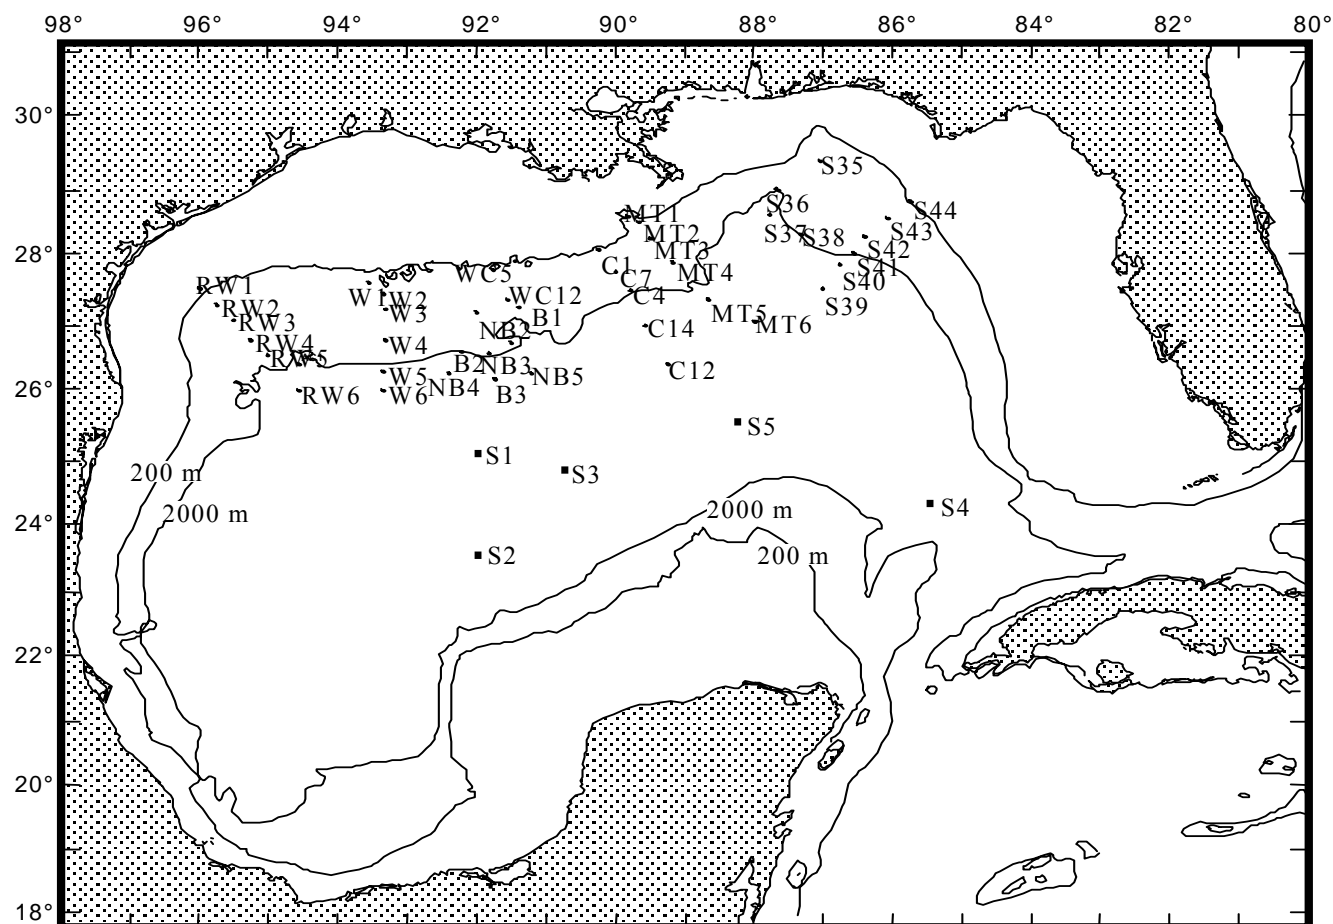 98° 96° 94° 92° 90° 88° 86° 84° 82° 80°
30°
S35
S36
S44
MT1
S43
MT2
S37
S38
28°
MT3
S42
C1
WC5
MT4
S41
C7
S40
RW1
W1
W2
WC12
C4
S39
RW2
W3
B1
MT5
RW3
NB2
C14
MT6
RW4
W4
RW5
B2
NB3
C12
W5
NB5
26°
RW6
W6
NB4
B3
S5
S1
200 m
S3
24°
2000 m
2000 m
S4
S2
200 m
22°
20°
18°